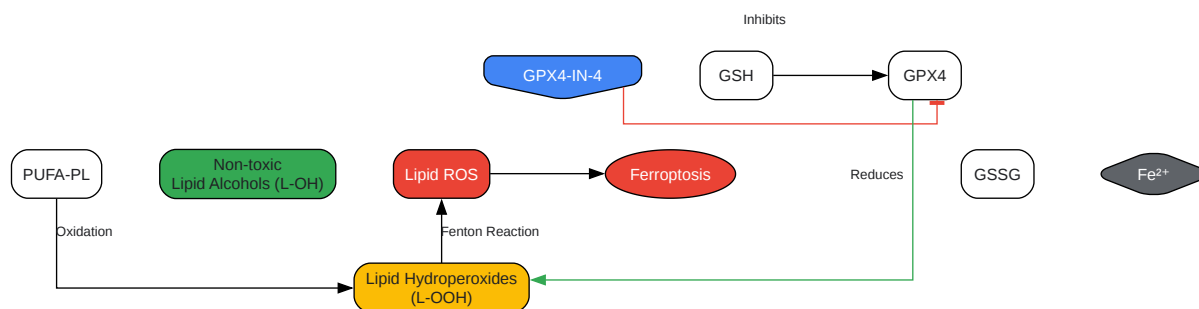 Inhibits
GPX4-IN-4
GSH
GPX4
PUFA-PL
Non-toxic
Lipid Alcohols (L-OH)
Lipid ROS
Ferroptosis
Reduces
GSSG
Fe²⁺
Oxidation
Fenton Reaction
Lipid Hydroperoxides
(L-OOH)